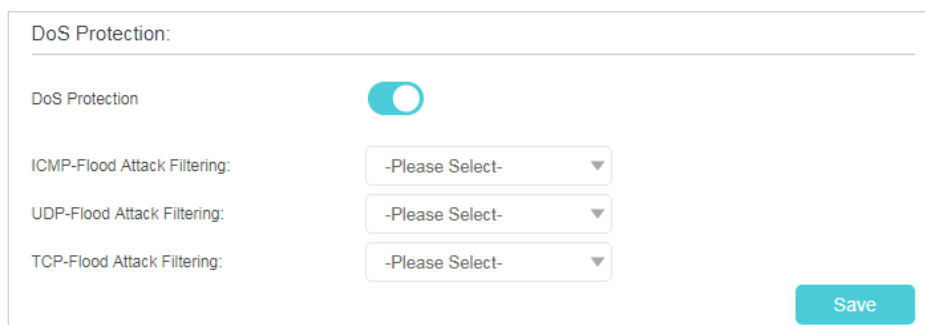 DoS Protection:
DoS Protection
ICMP-Flood Attack Filtering: -Please Select-
UDP-Flood Attack Filtering: -Please Select-
TCP-Flood Attack Filtering: -Please Select-
Save